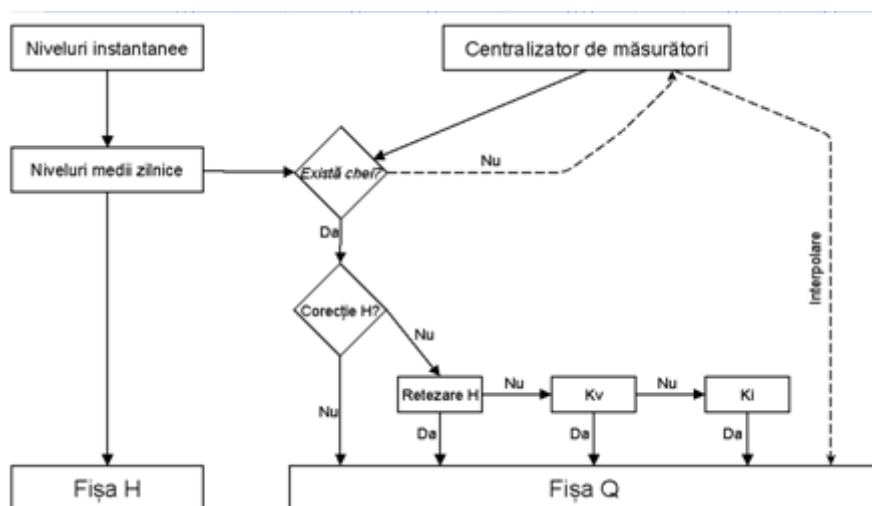 Niveluri instantanee
Centralizator de măsurători
Niveluri medii zilnice
Există chei?
Nu
Da
Interpolare
Corecție H?
Nu
Nu
Retezare H
Nu
Kv
Nu
Ki
Da
Da
Da
Fișa H
Fișa Q